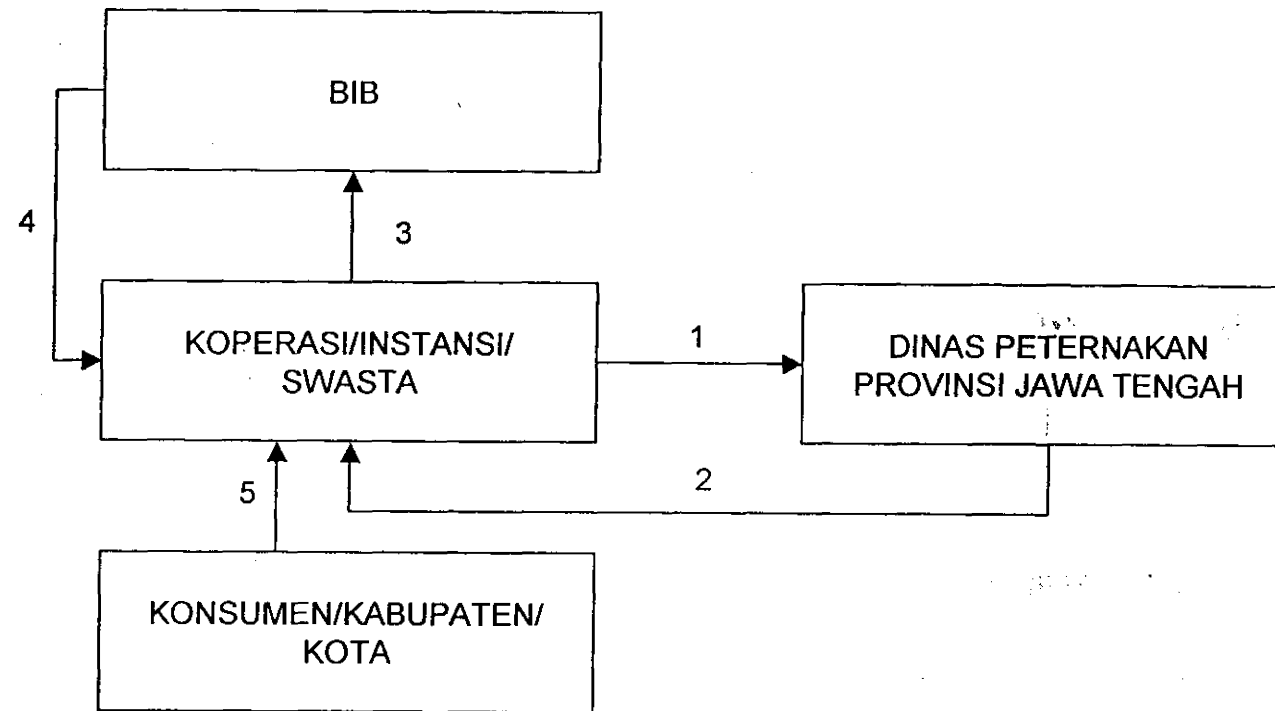 BIB
4
3
KOPERASI/INSTANSI/
SWASTA
1
DINAS PETERNAKAN
PROVINSI JAWA TENGAH
5
2
KONSUMEN/KABUPATEN/
KOTA